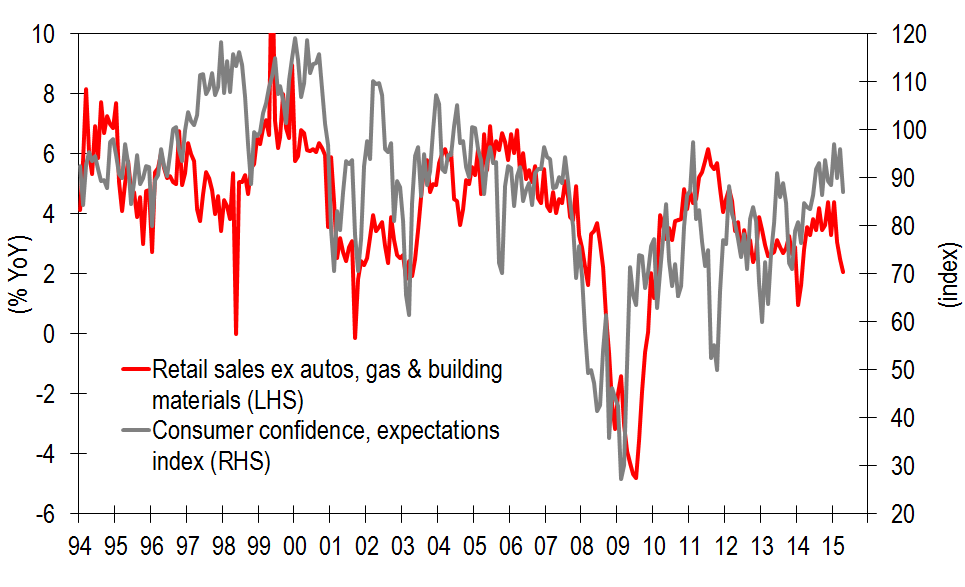 10
8
6
4
2
0
-2
-4
-6
(% YoY)
120
110
100
90
80
70
60
50
40
30
20
(index)
Retail sales ex autos, gas & building
materials (LHS)
Consumer confidence, expectations
index (RHS)
94 95 96 97 98 99 00 01 02 03 04 05 06 07 08 09 10 11 12 13 14 15